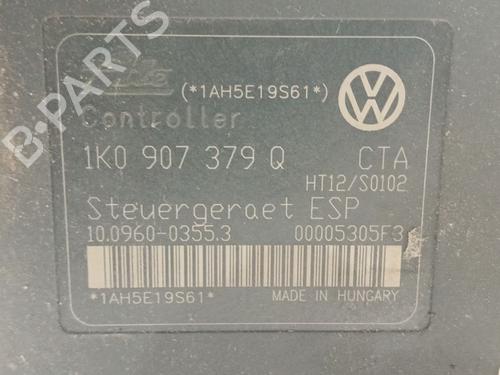 (*1AH5E19S61*)
Controller
1K0 907 379 Q CTA
HT12/S0102
Steuergeraet ESP
10.0960-0355.3 00005305F3
*1AH5E19S61*
MADE IN HUNGARY
B-PARTS